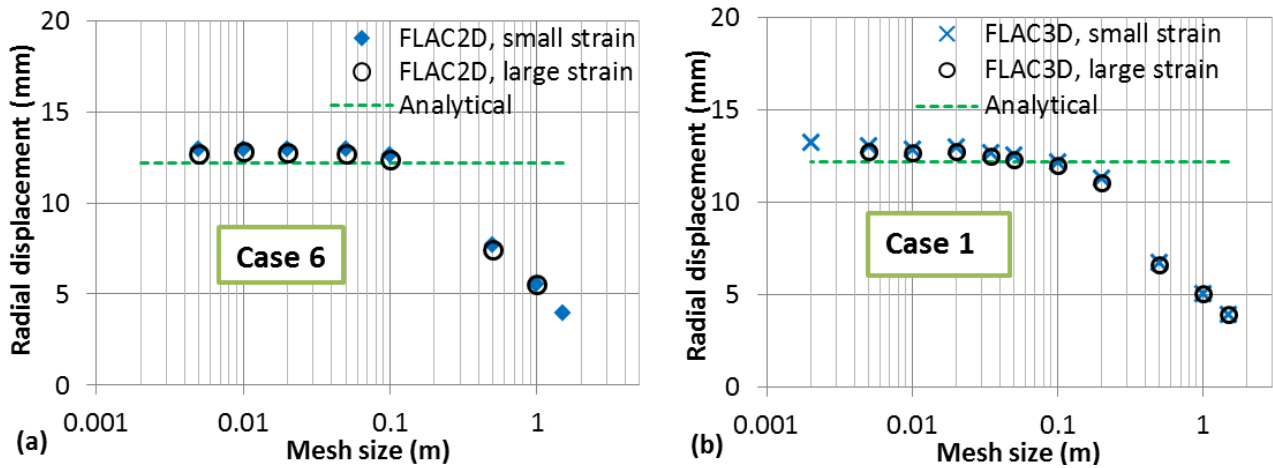 20
15
10
5
0
Radial displacement (mm)
FLAC2D, small strain
FLAC2D, large strain
Analytical
Case 6
0.001
0.01
0.1
1
Mesh size (m)
(a)
20
15
10
5
0
Radial displacement (mm)
FLAC3D, small strain
FLAC3D, large strain
Analytical
Case 1
0.001
0.01
0.1
1
Mesh size (m)
(b)